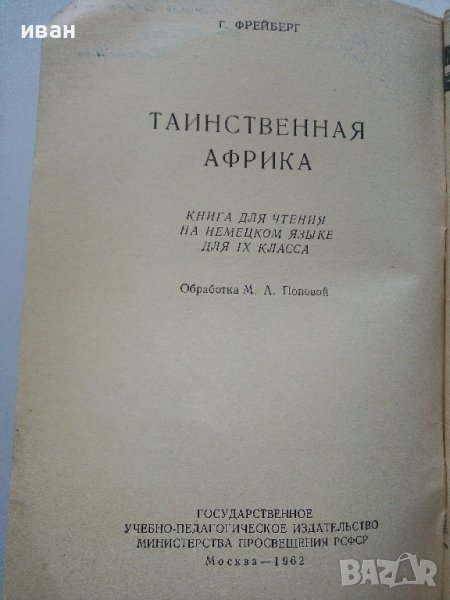 иван
Г. ФРЕЙБЕРГ
ТАИНСТВЕННАЯ
АФРИКА
КНИГА ДЛЯ ЧТЕНИЯ
НА НЕМЕЦКОМ ЯЗЫКЕ
ДЛЯ IX КЛАССА
Обработка М. А. Поповой
ГОСУДАРСТВЕННОЕ
УЧЕБНО-ПЕДАГОГИЧЕСКОЕ ИЗДАТЕЛЬСТВО
МИНИСТЕРСТВА ПРОСВЕЩЕНИЯ РСФСР
Москва—1962
BAZAR